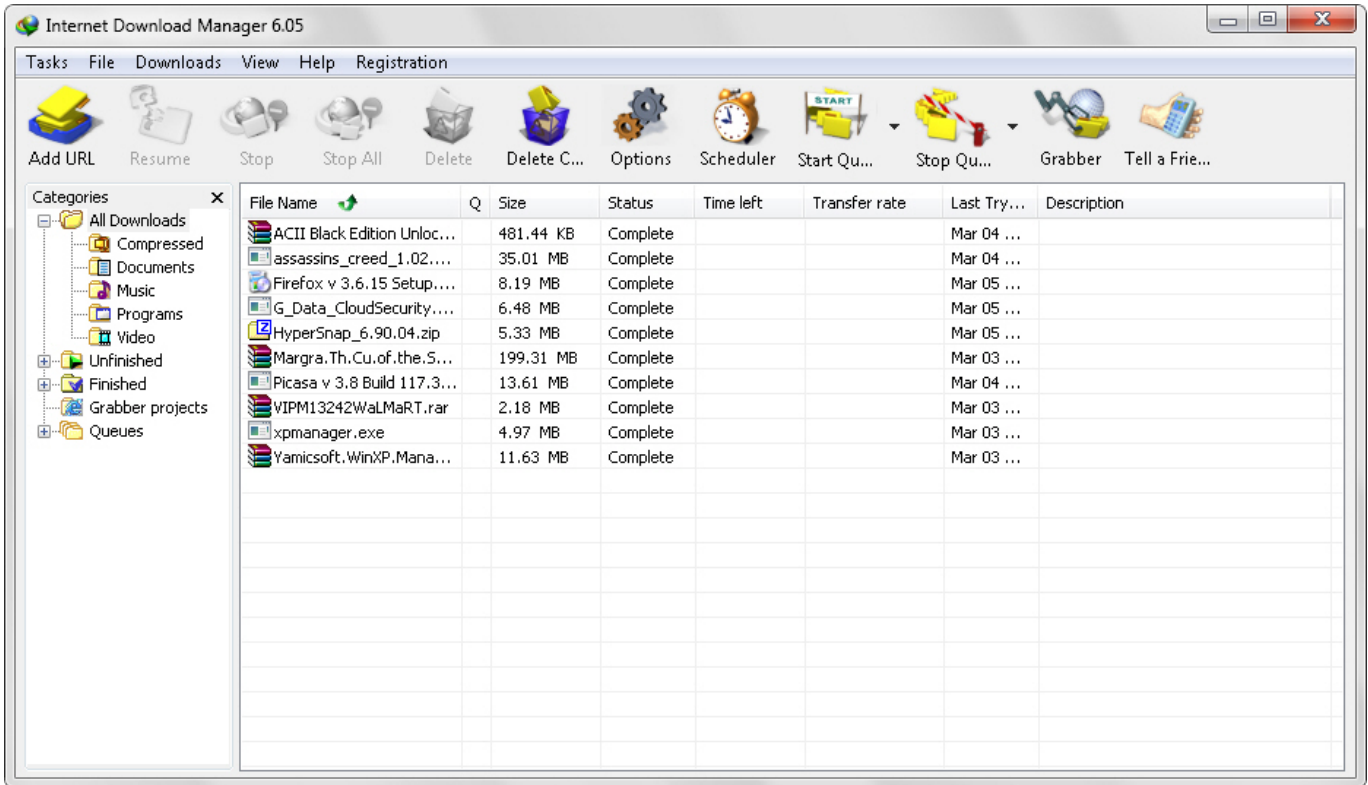 Internet Download Manager 6.05
Tasks File Downloads View Help Registration
START
Add URL Resume Stop Stop All Delete Delete C... Options Scheduler Start Qu... Stop Qu... Grabber Tell a Frie...
Categories
All Downloads
Compressed
Documents
Music
Programs
Video
Unfinished
Finished
Grabber projects
Queues
File Name Q Size Status Time left Transfer rate Last Try... Description
ACII Black Edition Unloc... 481.44 KB Complete Mar 04 ...
assassins_creed_1.02.... 35.01 MB Complete Mar 04 ...
Firefox v 3.6.15 Setup.... 8.19 MB Complete Mar 05 ...
G_Data_CloudSecurity.... 6.48 MB Complete Mar 05 ...
HyperSnap_6.90.04.zip 5.33 MB Complete Mar 05 ...
Margra.Th.Cu.of.the.S... 199.31 MB Complete Mar 03 ...
Picasa v 3.8 Build 117.3... 13.61 MB Complete Mar 04 ...
VIPM13242WaLMaRT.rar 2.18 MB Complete Mar 03 ...
xpmanager.exe 4.97 MB Complete Mar 03 ...
Yamicsoft.WinXP.Mana... 11.63 MB Complete Mar 03 ...